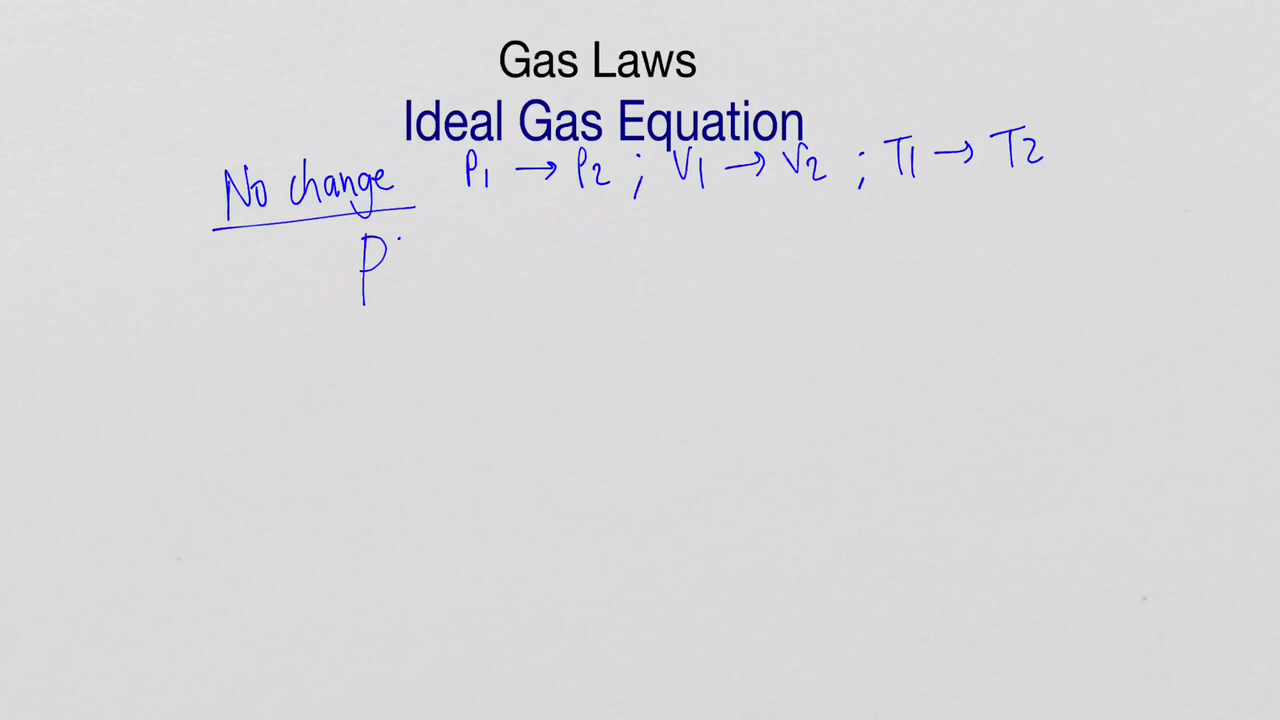 Gas Laws
Ideal Gas Equation
No change P1 → P2 ; V1 → V2 ; T1 → T2
P